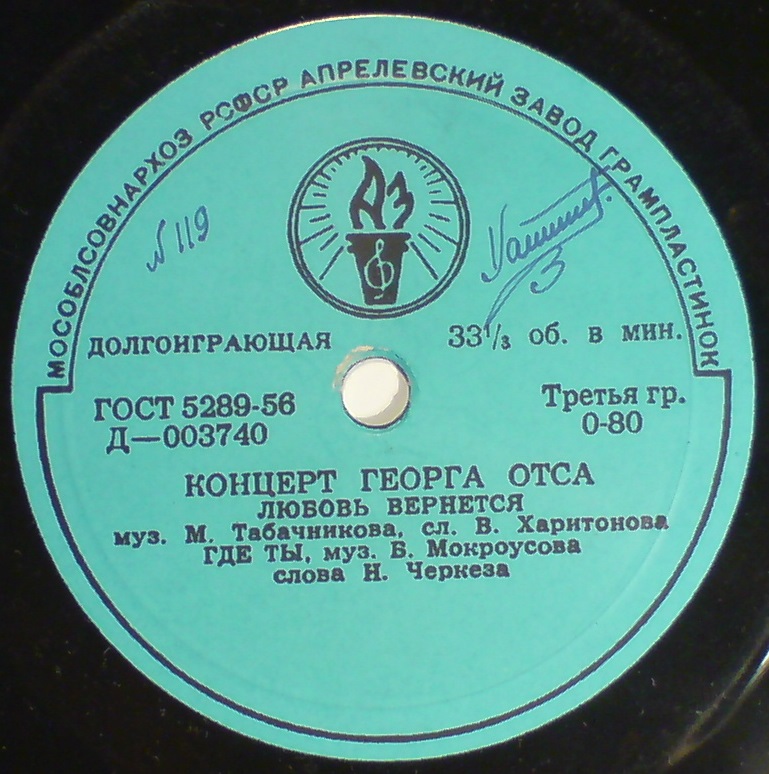 МОСОБЛСОВНАРХОЗ РСФСР АПРЕЛЕВСКИЙ ЗАВОД ГРАМПЛАСТИНОК
АЗ
№ 119
ДОЛГОИГРАЮЩАЯ
33⅓ об. в мин.
ГОСТ 5289-56
Д—003740
Третья гр.
0-80
КОНЦЕРТ ГЕОРГА ОТСА
ЛЮБОВЬ ВЕРНЕТСЯ
муз. М. Табачникова, сл. В. Харитонова
ГДЕ ТЫ, муз. Б. Мокроусова
слова Н. Черкеза